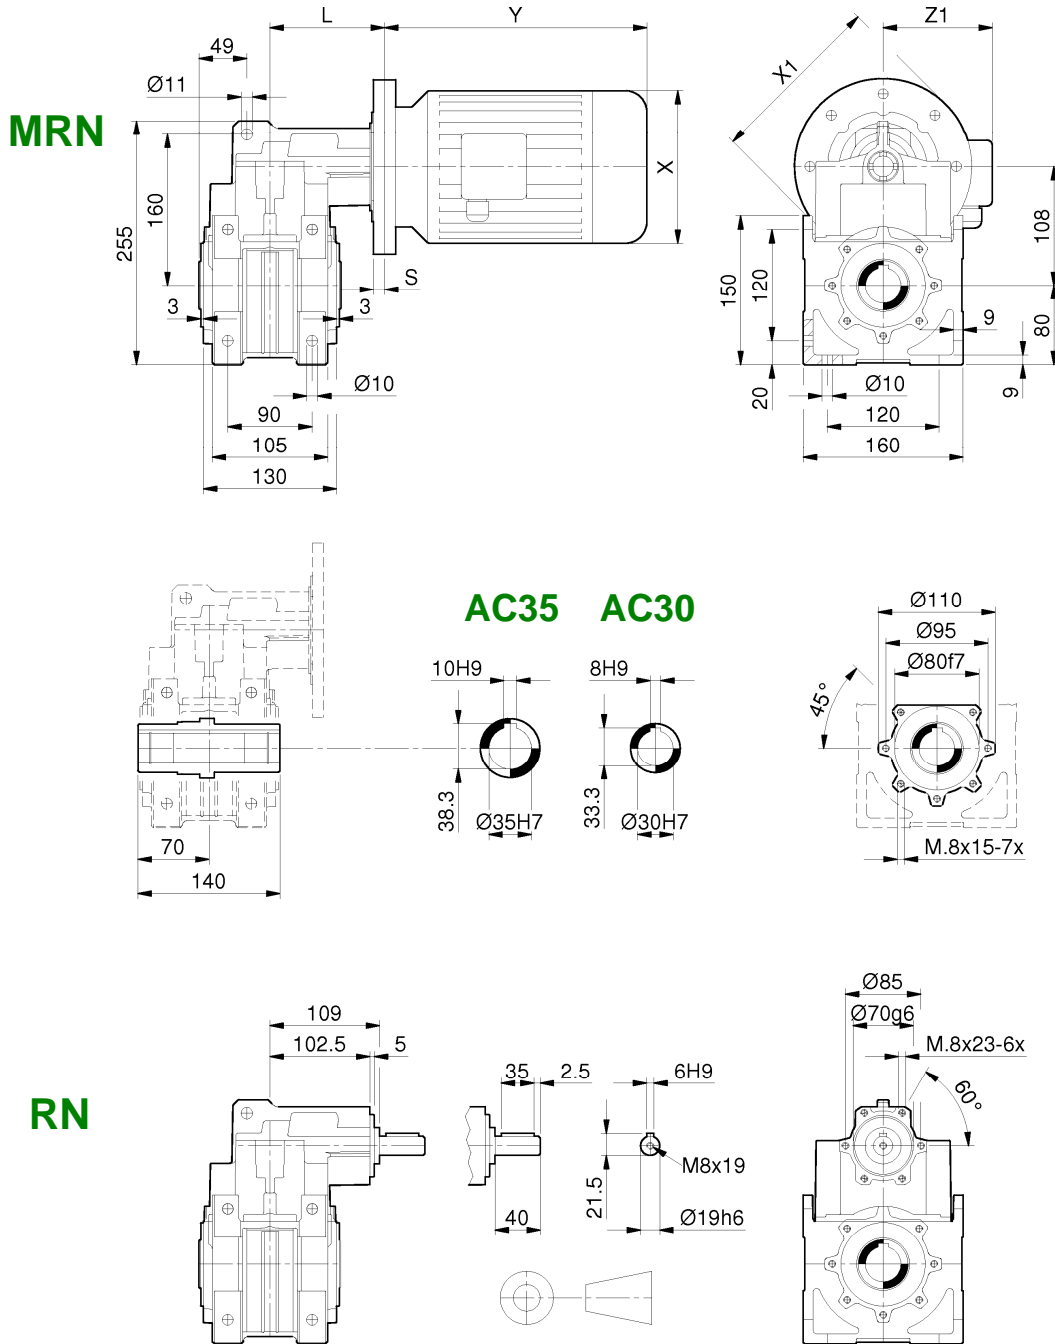 L
Y
Z1
49
Ø11
X1
MRN
160
255
X
S
3
3
Ø10
90
105
130
108
150
120
9
80
20
Ø10
9
120
160
AC35
AC30
10H9
8H9
38.3
33.3
Ø35H7
Ø30H7
70
140
Ø110
Ø95
Ø80f7
45°
M.8x15-7x
RN
109
102.5
5
35
2.5
6H9
M8x19
21.5
40
Ø19h6
Ø85
Ø70g6
M.8x23-6x
60°